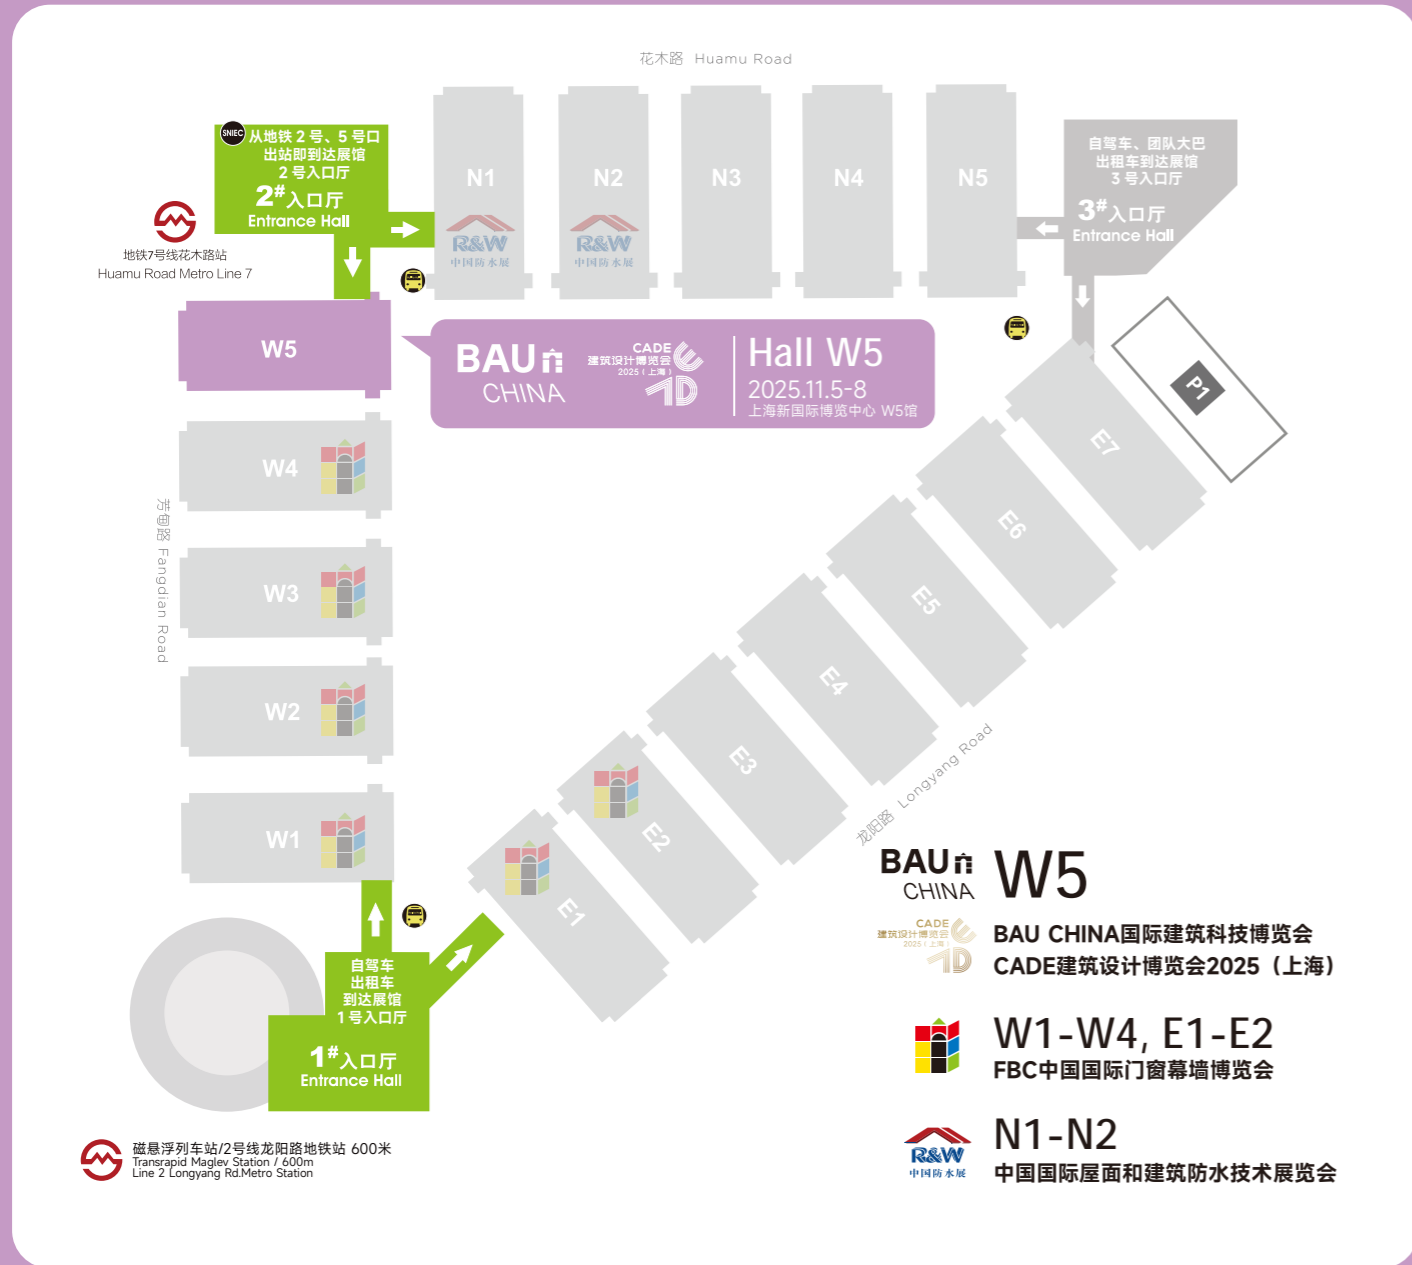 花木路 Huamu Road
SNIEC
从地铁 2 号、5 号口
出站即到达展馆
2 号入口厅
2#入口厅
Entrance Hall
地铁7号线花木路站
Huamu Road Metro Line 7
N1
R&W
中国防水展
N2
R&W
中国防水展
N3
N4
N5
自驾车、团队大巴
出租车到达展馆
3 号入口厅
3#入口厅
Entrance Hall
P1
W5
BAU
CHINA
CADE
建筑设计博览会
2025（上海）
Hall W5
2025.11.5-8
上海新国际博览中心 W5馆
W4
W3
W2
W1
芳甸路 Fangdian Road
E7
E6
E5
E4
E3
E2
E1
龙阳路 Longyang Road
自驾车
出租车
到达展馆
1 号入口厅
1#入口厅
Entrance Hall
磁悬浮列车站/2号线龙阳路地铁站 600米
Transrapid Maglev Station / 600m
Line 2 Longyang Rd.Metro Station
BAU
CHINA
W5
CADE
建筑设计博览会
2025（上海）
BAU CHINA国际建筑科技博览会
CADE建筑设计博览会2025（上海）
W1-W4, E1-E2
FBC中国国际门窗幕墙博览会
R&W
中国防水展
N1-N2
中国国际屋面和建筑防水技术展览会